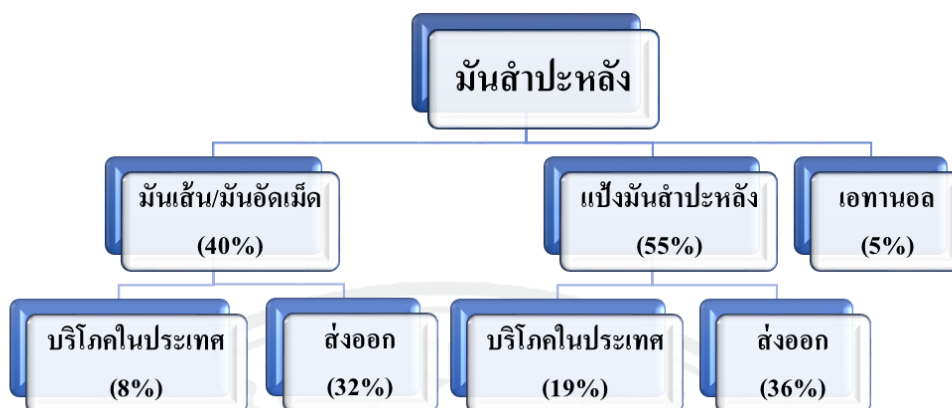 มันสำปะหลัง
มันเส้น/มันอัดเม็ด
(40%)
แป้งมันสำปะหลัง
(55%)
เอทานอล
(5%)
บริโภคในประเทศ
(8%)
ส่งออก
(32%)
บริโภคในประเทศ
(19%)
ส่งออก
(36%)